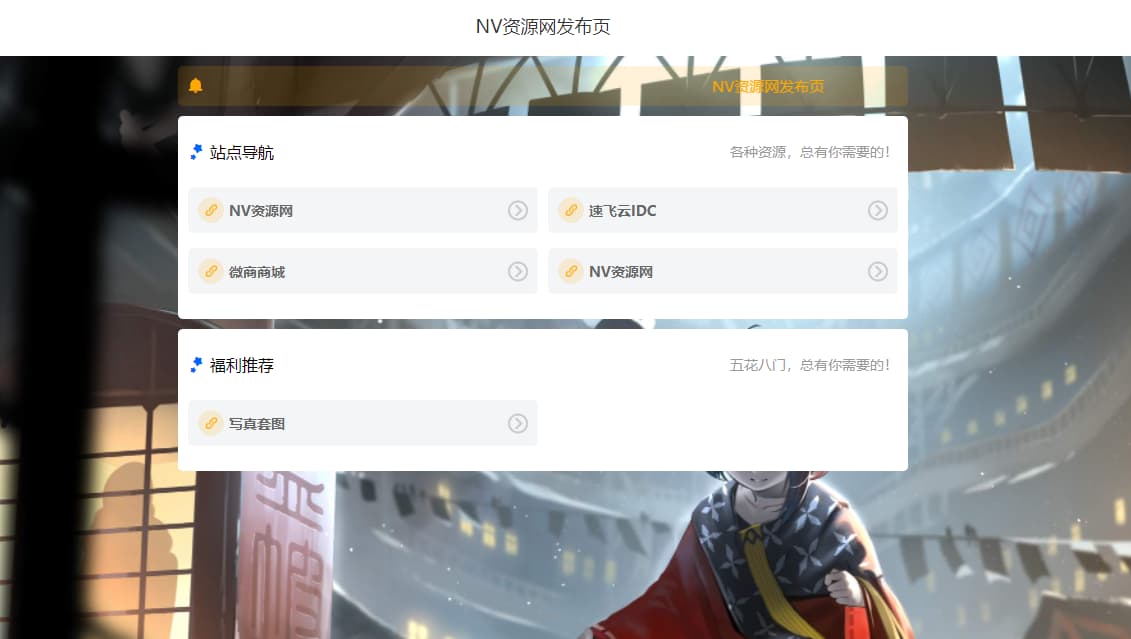 NV资源网发布页
NV资源网发布页
站点导航
各种资源，总有你需要的！
NV资源网
速飞云IDC
微商商城
NV资源网
福利推荐
五花八门，总有你需要的！
写真套图